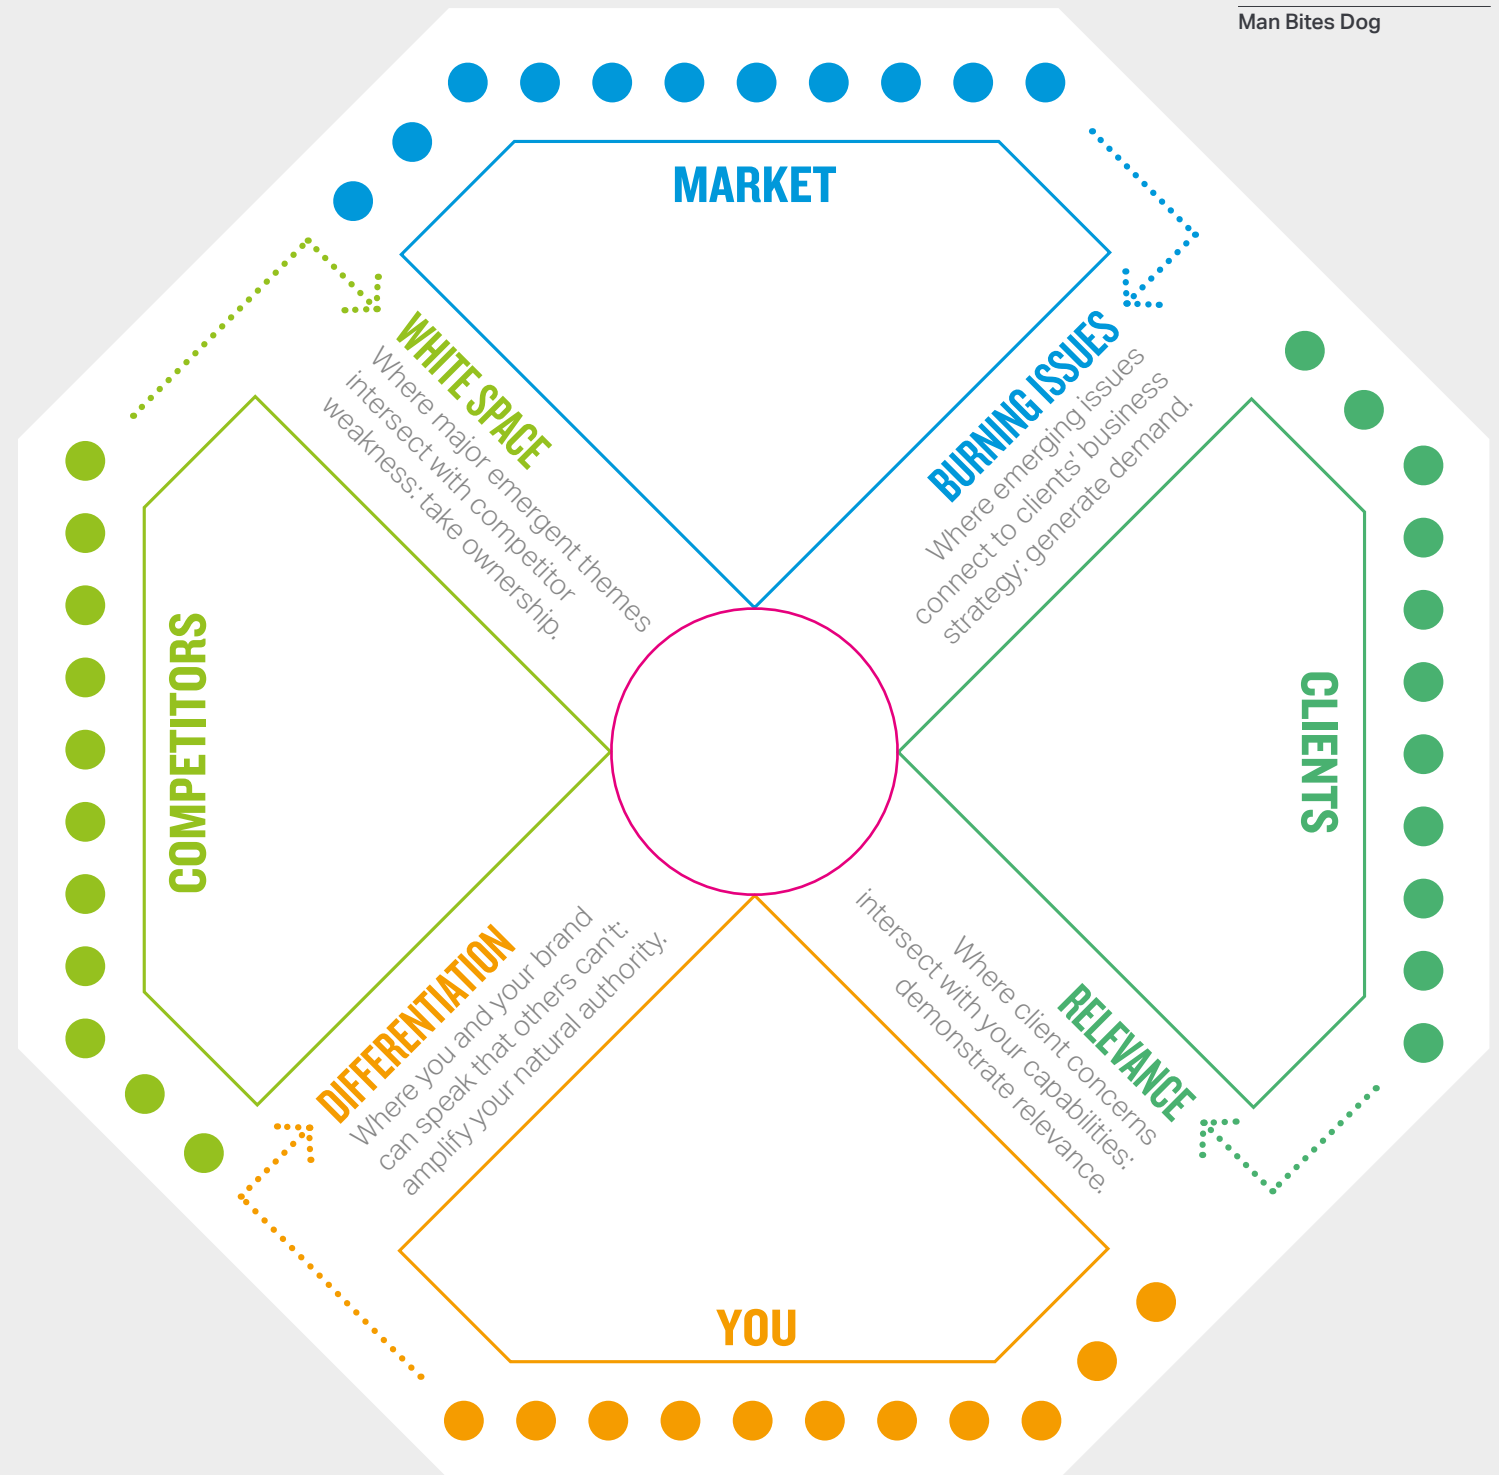 Man Bites Dog
MARKET
WHITE SPACE
Where major emergent themes
intersect with competitor
weakness: take ownership.
BURNING ISSUES
Where emerging issues
connect to clients' business
strategy: generate demand.
COMPETITORS
CLIENTS
DIFFERENTIATION
Where you and your brand
can speak that others can't:
amplify your natural authority.
RELEVANCE
Where client concerns
intersect with your capabilities:
demonstrate relevance.
YOU